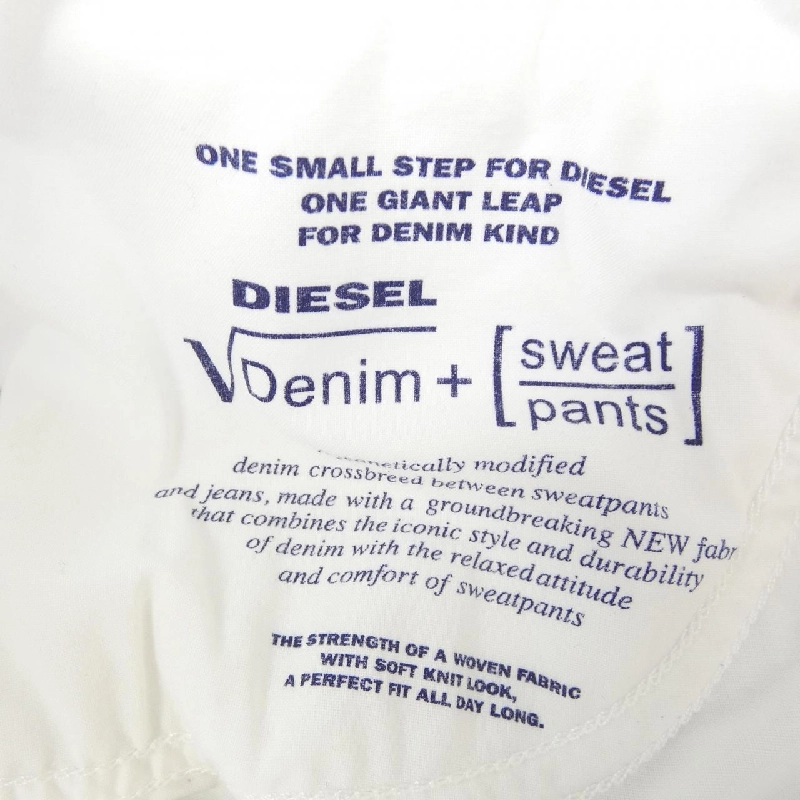 ONE SMALL STEP FOR DIESEL
ONE GIANT LEAP
FOR DENIM KIND
DIESEL
√Denim + [sweat
pants]
modified
denim crossbreed between sweatpants
and jeans, made with a groundbreaking NEW fabr
that combines the iconic style and durability
of denim with the relaxed attitude
and comfort of sweatpants
THE STRENGTH OF A WOVEN FABRIC
WITH SOFT KNIT LOOK,
A PERFECT FIT ALL DAY LONG.